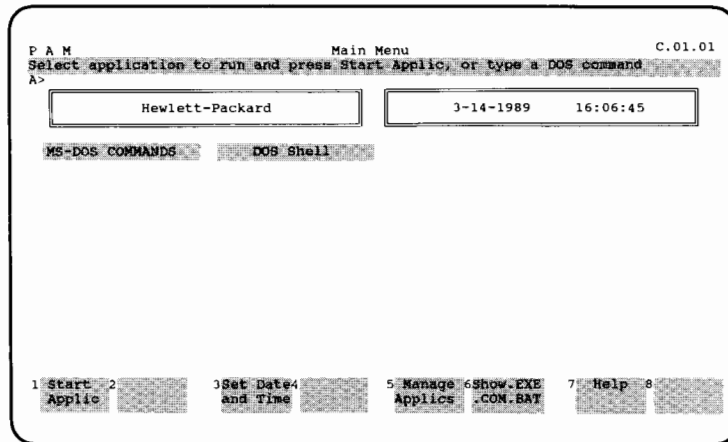 P A M Main Menu C.01.01
Select application to run and press Start Applic, or type a DOS command
A>
Hewlett-Packard 3-14-1989 16:06:45
MS-DOS COMMANDS DOS Shell
1 Start 2 3 Set Date 4 5 Manage 6 Show.EXE 7 Help 8
Applic and Time Applics .COM.BAT